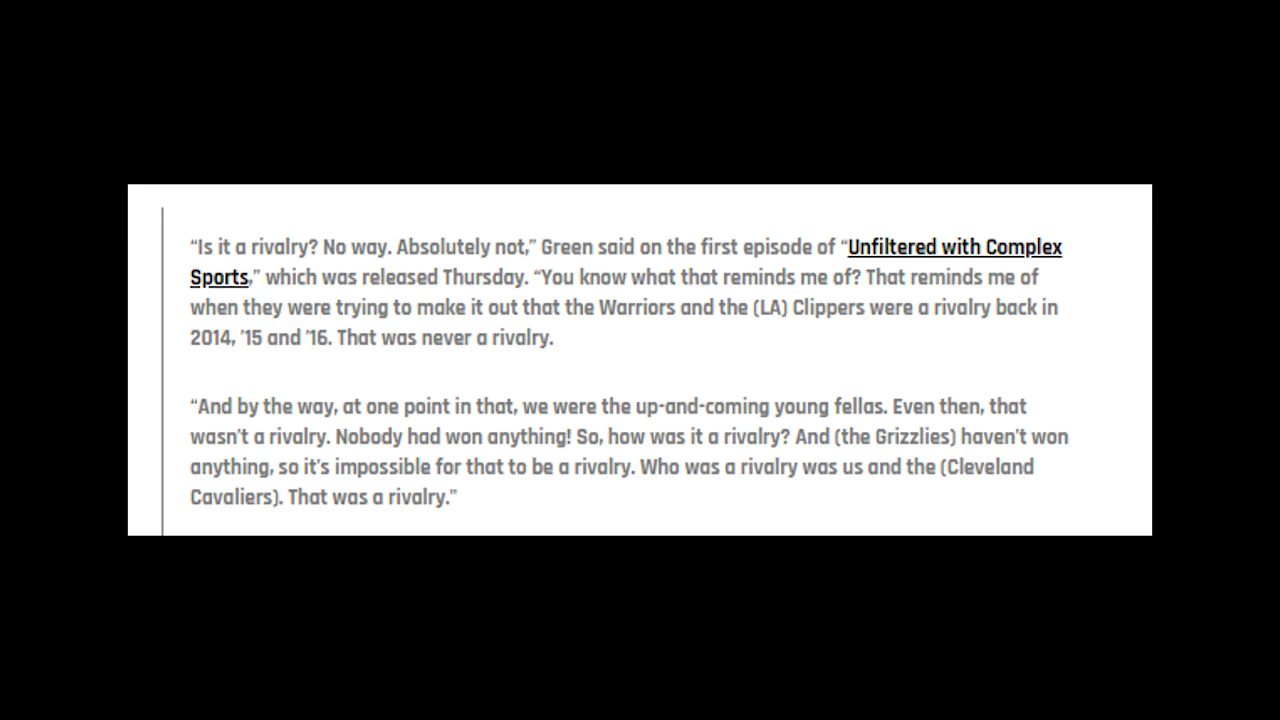 “Is it a rivalry? No way. Absolutely not,” Green said on the first episode of “Unfiltered with Complex
Sports,” which was released Thursday. “You know what that reminds me of? That reminds me of
when they were trying to make it out that the Warriors and the (LA) Clippers were a rivalry back in
2014, ’15 and ’16. That was never a rivalry.
“And by the way, at one point in that, we were the up-and-coming young fellas. Even then, that
wasn’t a rivalry. Nobody had won anything! So, how was it a rivalry? And (the Grizzlies) haven’t won
anything, so it’s impossible for that to be a rivalry. Who was a rivalry was us and the (Cleveland
Cavaliers). That was a rivalry.”